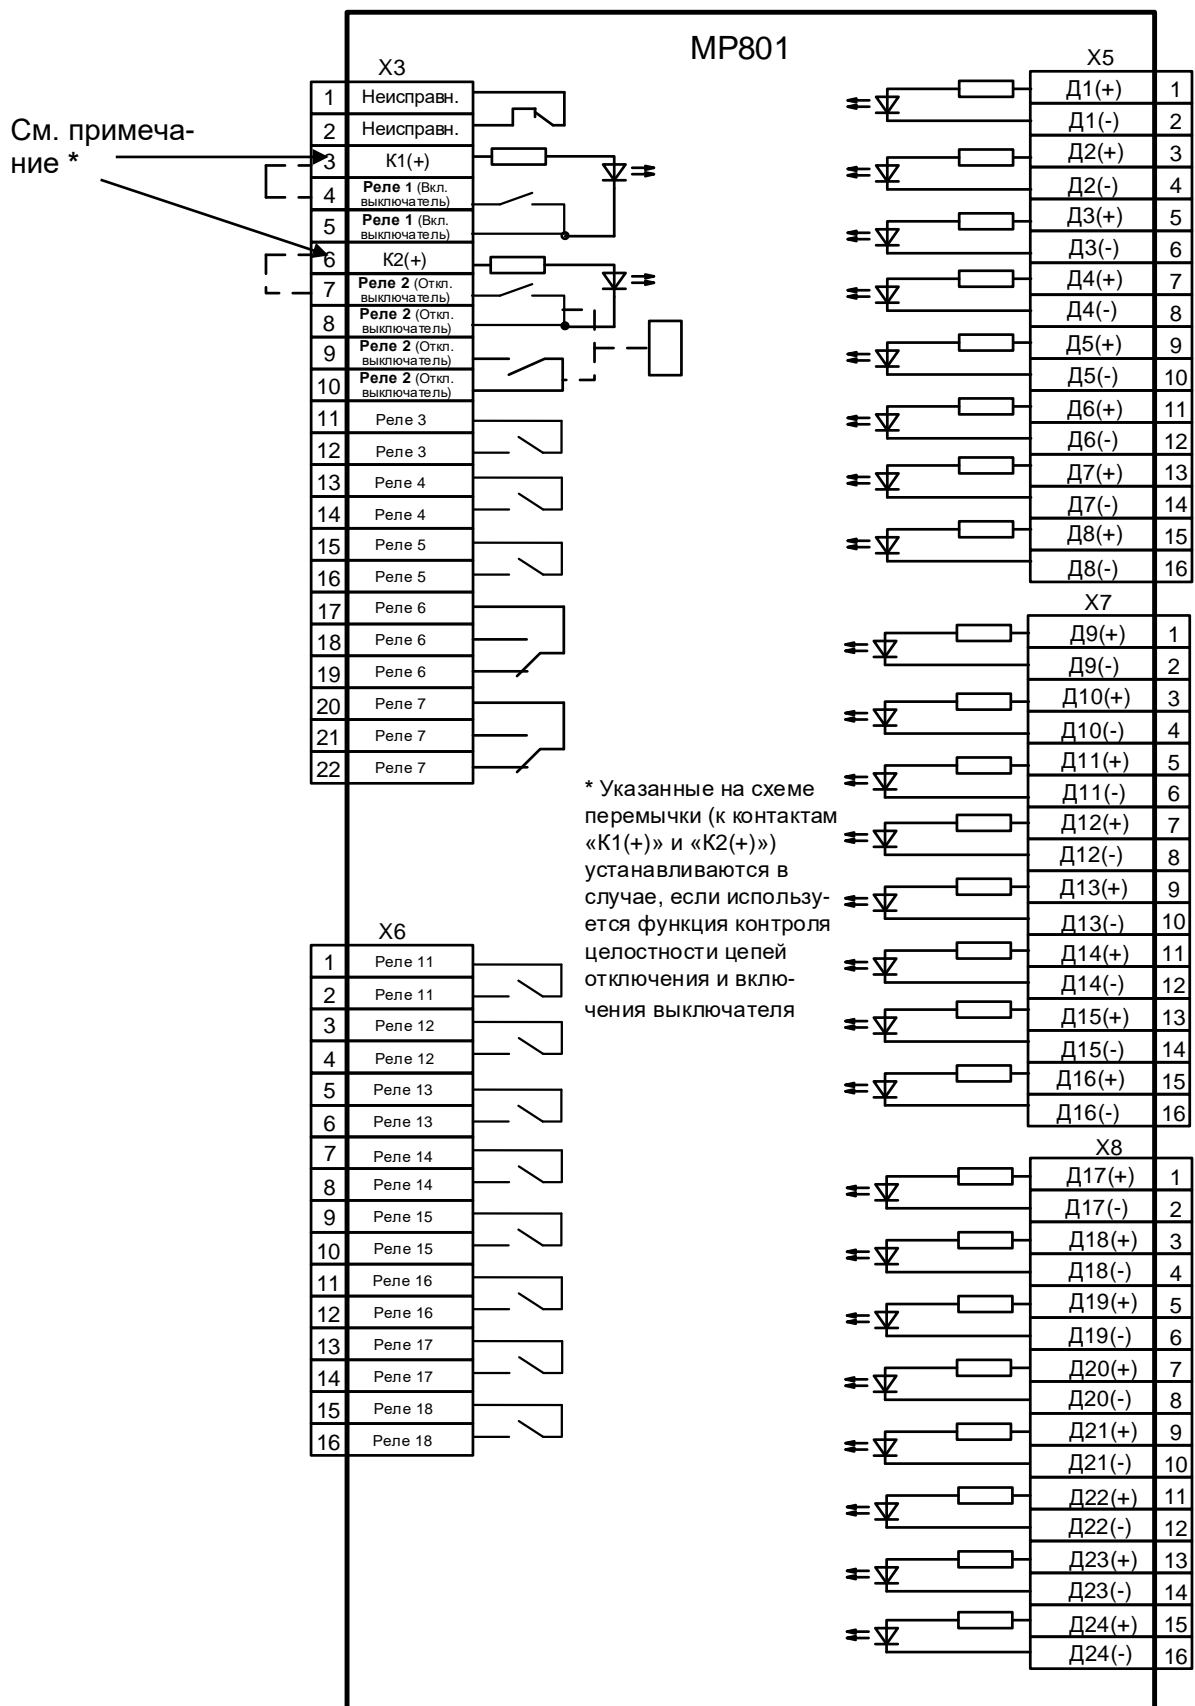 МР801
См. примеча-
ние *
X3
1 Неисправн.
2 Неисправн.
3 К1(+)
4 Реле 1 (Вкл.
выключатель)
5 Реле 1 (Вкл.
выключатель)
6 К2(+)
7 Реле 2 (Откл.
выключатель)
8 Реле 2 (Откл.
выключатель)
9 Реле 2 (Откл.
выключатель)
10 Реле 2 (Откл.
выключатель)
11 Реле 3
12 Реле 3
13 Реле 4
14 Реле 4
15 Реле 5
16 Реле 5
17 Реле 6
18 Реле 6
19 Реле 6
20 Реле 7
21 Реле 7
22 Реле 7
X6
1 Реле 11
2 Реле 11
3 Реле 12
4 Реле 12
5 Реле 13
6 Реле 13
7 Реле 14
8 Реле 14
9 Реле 15
10 Реле 15
11 Реле 16
12 Реле 16
13 Реле 17
14 Реле 17
15 Реле 18
16 Реле 18
* Указанные на схеме
перемычки (к контактам
«К1(+)» и «К2(+)»)
устанавливаются в
случае, если использу-
ется функция контроля
целостности цепей
отключения и вклю-
чения выключателя
X5
Д1(+) 1
Д1(-) 2
Д2(+) 3
Д2(-) 4
Д3(+) 5
Д3(-) 6
Д4(+) 7
Д4(-) 8
Д5(+) 9
Д5(-) 10
Д6(+) 11
Д6(-) 12
Д7(+) 13
Д7(-) 14
Д8(+) 15
Д8(-) 16
X7
Д9(+) 1
Д9(-) 2
Д10(+) 3
Д10(-) 4
Д11(+) 5
Д11(-) 6
Д12(+) 7
Д12(-) 8
Д13(+) 9
Д13(-) 10
Д14(+) 11
Д14(-) 12
Д15(+) 13
Д15(-) 14
Д16(+) 15
Д16(-) 16
X8
Д17(+) 1
Д17(-) 2
Д18(+) 3
Д18(-) 4
Д19(+) 5
Д19(-) 6
Д20(+) 7
Д20(-) 8
Д21(+) 9
Д21(-) 10
Д22(+) 11
Д22(-) 12
Д23(+) 13
Д23(-) 14
Д24(+) 15
Д24(-) 16